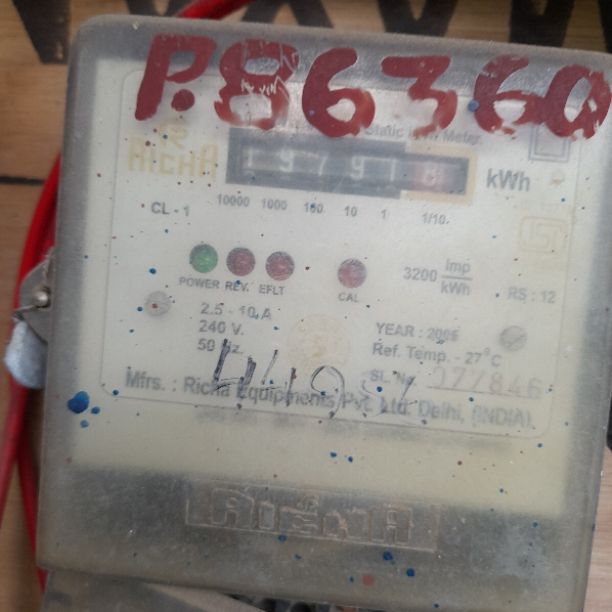 P.86360
Static kWh Meter
RICHA
19791 kWh
10000 1000 100 10 1 1/10
CL - 1
POWER REV. EFLT CAL
3200 Imp/kWh
RS : 12
2.5 - 10 A
240 V.
50 Hz.
YEAR : 2005
Ref. Temp. - 27°C
SL. No. 077846
Mfrs. : Richa Equipments Pvt. Ltd. Delhi, (INDIA).
RICHA